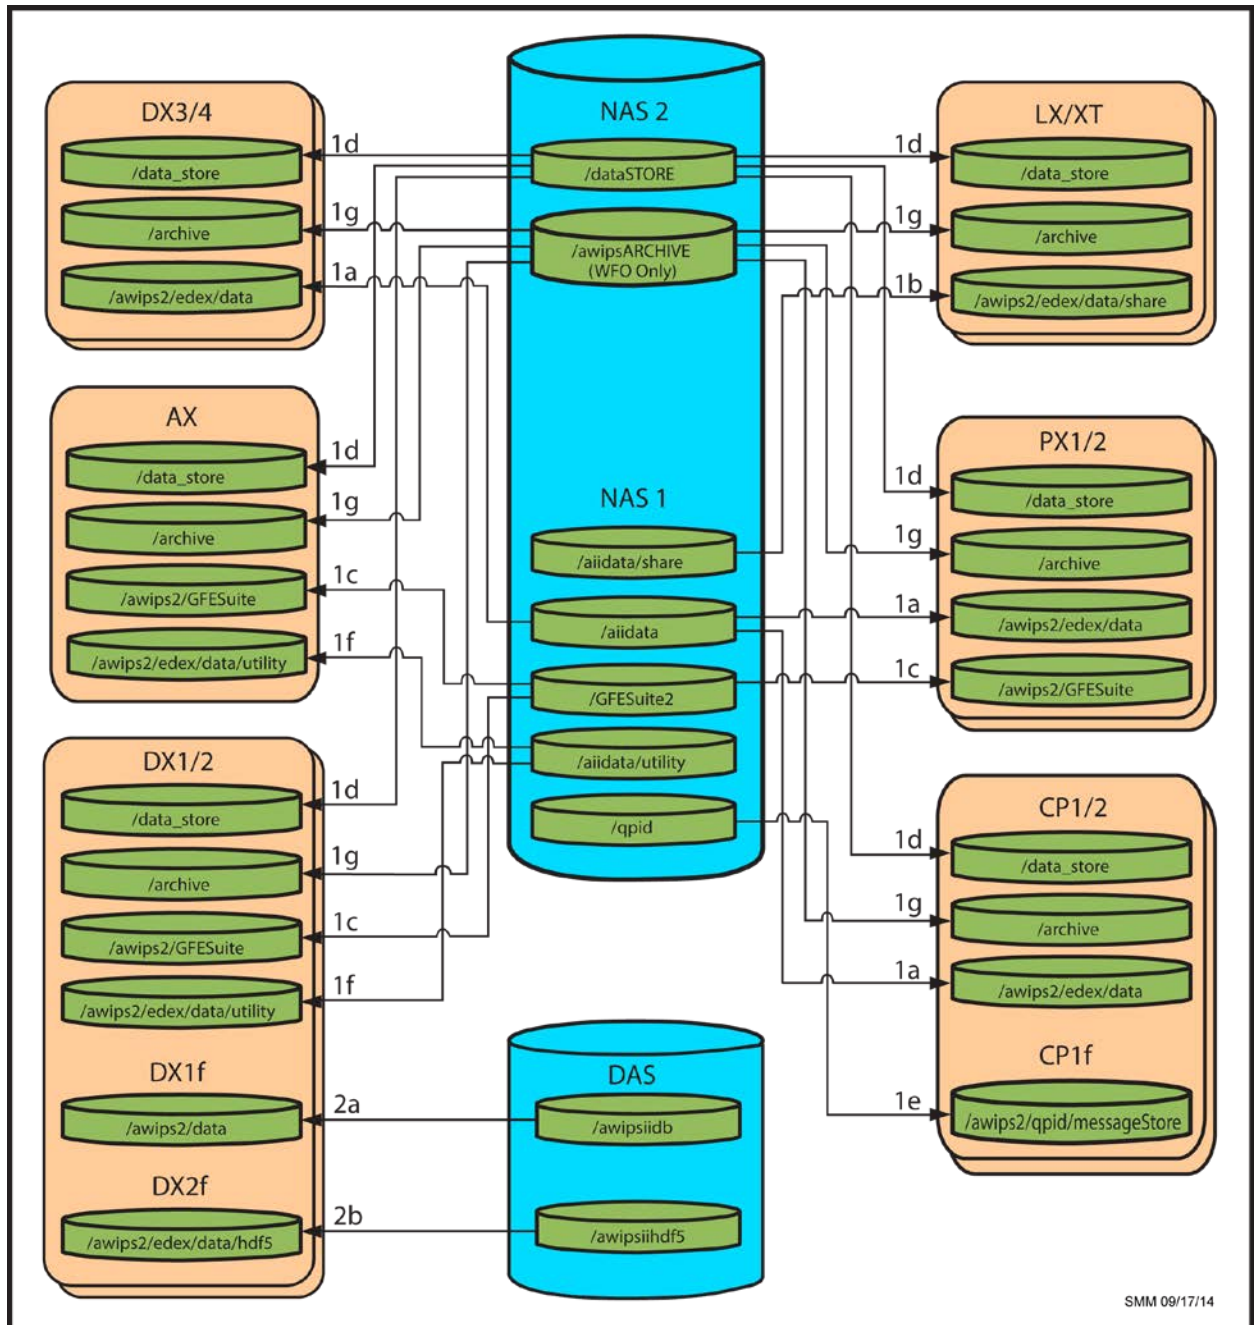 DX3/4
/data_store
/archive
/awips2/edex/data
1d
1g
1a
AX
/data_store
/archive
/awips2/GFESuite
/awips2/edex/data/utility
1d
1g
1c
1f
DX1/2
/data_store
/archive
/awips2/GFESuite
/awips2/edex/data/utility
1d
1g
1c
1f
DX1f
/awips2/data
2a
DX2f
/awips2/edex/data/hdf5
2b
NAS 2
/dataSTORE
/awipsARCHIVE
(WFO Only)
NAS 1
/aiidata/share
/aiidata
/GFESuite2
/aiidata/utility
/qpid
DAS
/awipsiidb
/awipsiihdf5
LX/XT
1d
1g
1b
/data_store
/archive
/awips2/edex/data/share
PX1/2
1d
1g
1a
1c
/data_store
/archive
/awips2/edex/data
/awips2/GFESuite
CP1/2
1d
1g
1a
/data_store
/archive
/awips2/edex/data
CP1f
1e
/awips2/qpid/messageStore
SMM 09/17/14